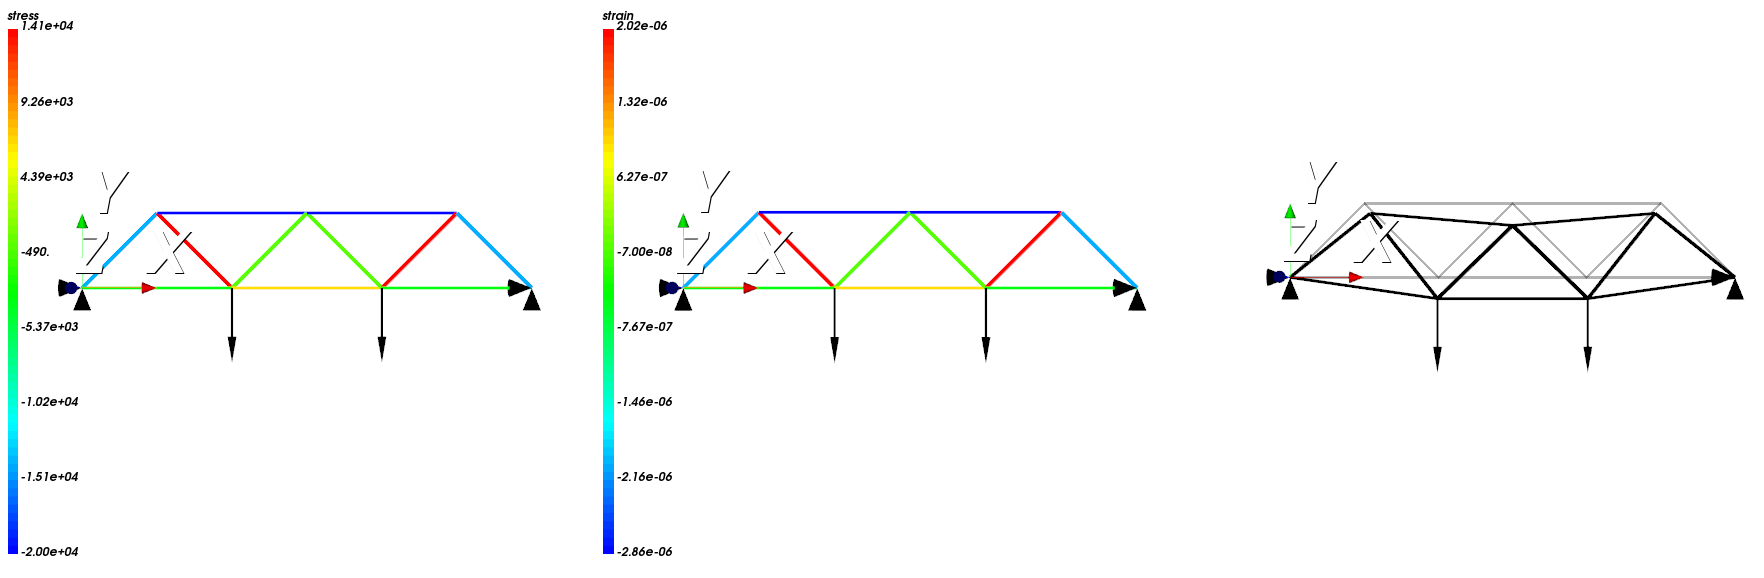 stress
1.41e+04
9.26e+03
4.39e+03
-490.
-5.37e+03
-1.02e+04
-1.51e+04
-2.00e+04
Y
Z
X
strain
2.02e-06
1.32e-06
6.27e-07
-7.00e-08
-7.67e-07
-1.46e-06
-2.16e-06
-2.86e-06
Y
Z
X
Y
Z
X